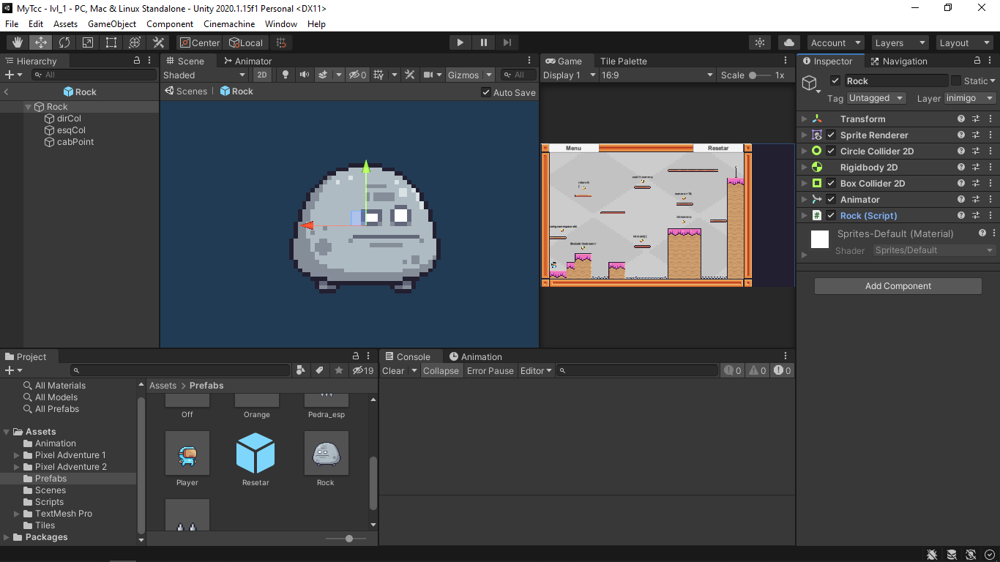 MyTcc - lvl_1 - PC, Mac & Linux Standalone - Unity 2020.1.15f1 Personal <DX11>
File Edit Assets GameObject Component Cinemachine Window Help
Center Local Account Layers Layout
Hierarchy
All
Rock
Rock
dirCol
esqCol
cabPoint
Scene Animator
Shaded 2D 0 Gizmos All
Scenes Rock Auto Save
Game Tile Palette
Display 1 16:9 Scale 1x
Menu Resetar
Inspector Navigation
Rock Static
Tag Untagged Layer inimigo
Transform
Sprite Renderer
Circle Collider 2D
Rigidbody 2D
Box Collider 2D
Animator
Rock (Script)
Sprites-Default (Material)
Shader Sprites/Default
Add Component
Project
19
All Materials
All Models
All Prefabs
Assets
Animation
Pixel Adventure 1
Pixel Adventure 2
Prefabs
Scenes
Scripts
TextMesh Pro
Tiles
Packages
Assets > Prefabs
Off Orange Pedra_esp
Player Resetar Rock
Console Animation
Clear Collapse Error Pause Editor 0 0 0